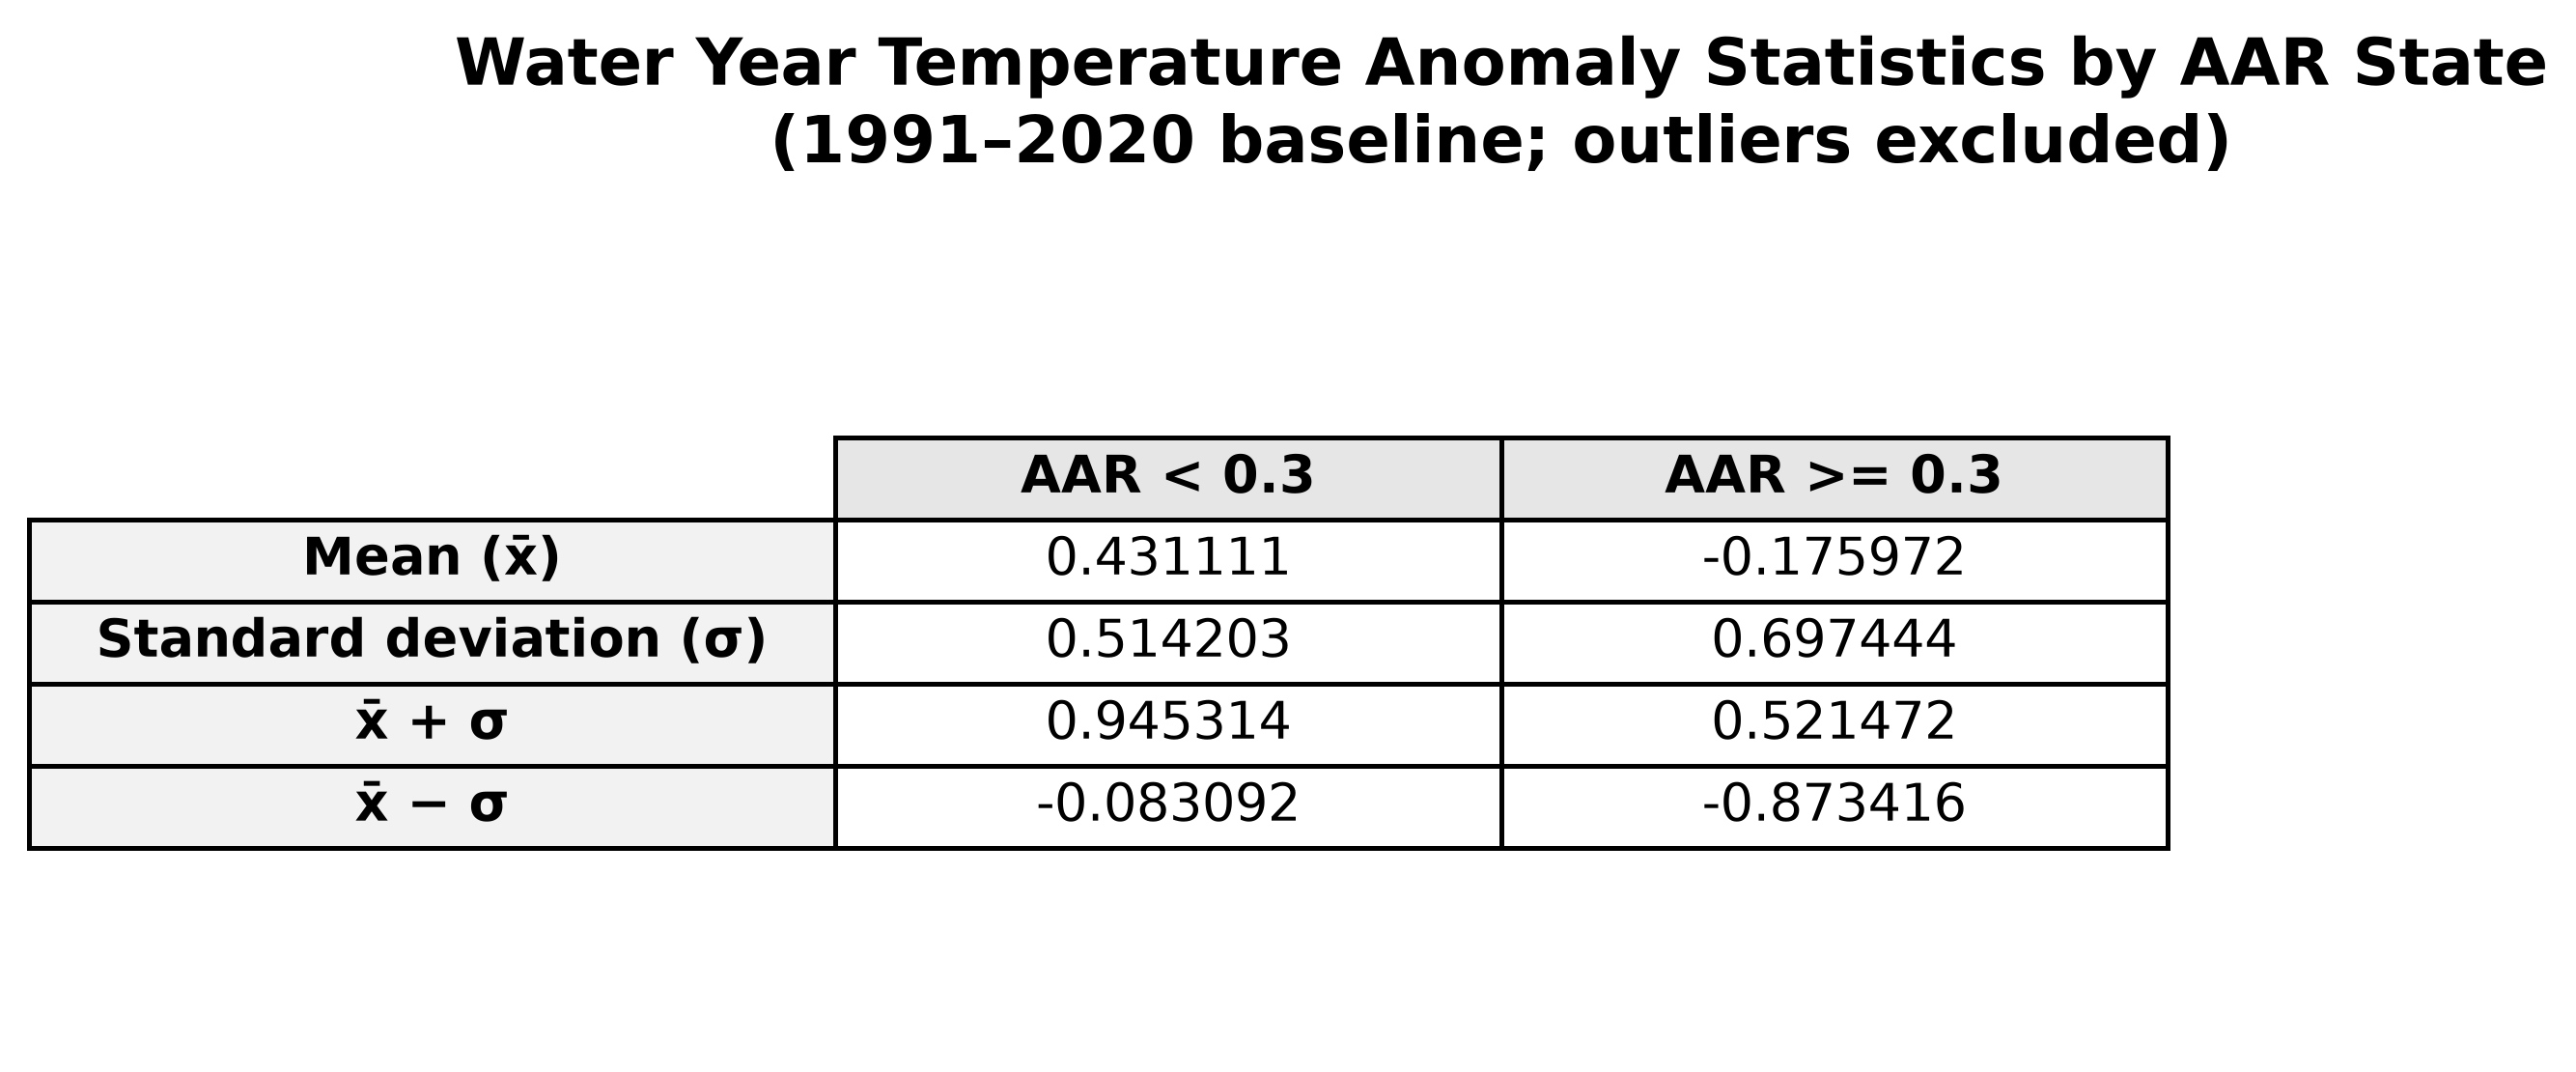 Water Year Temperature Anomaly Statistics by AAR State
(1991–2020 baseline; outliers excluded)
AAR < 0.3 AAR >= 0.3
Mean (x̄) 0.431111 -0.175972
Standard deviation (σ) 0.514203 0.697444
x̄ + σ 0.945314 0.521472
x̄ − σ -0.083092 -0.873416